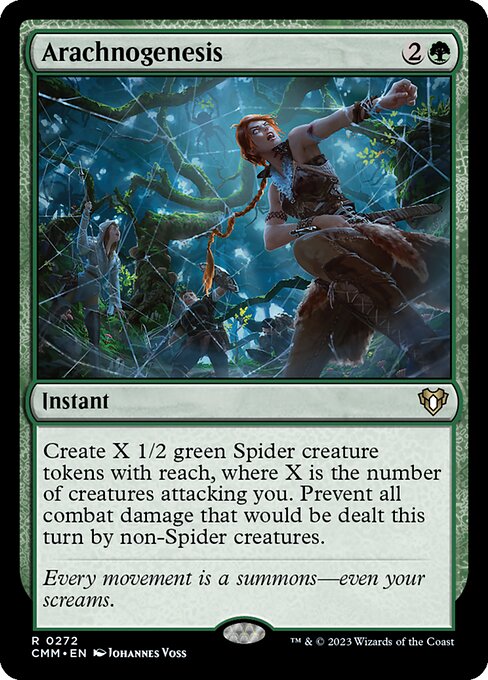 Arachnogenesis 2
Instant
Create X 1/2 green Spider creature
tokens with reach, where X is the number
of creatures attacking you. Prevent all
combat damage that would be dealt this
turn by non-Spider creatures.
Every movement is a summons—even your
screams.
R 0272
™ & © 2023 Wizards of the Coast
CMM • EN Johannes Voss